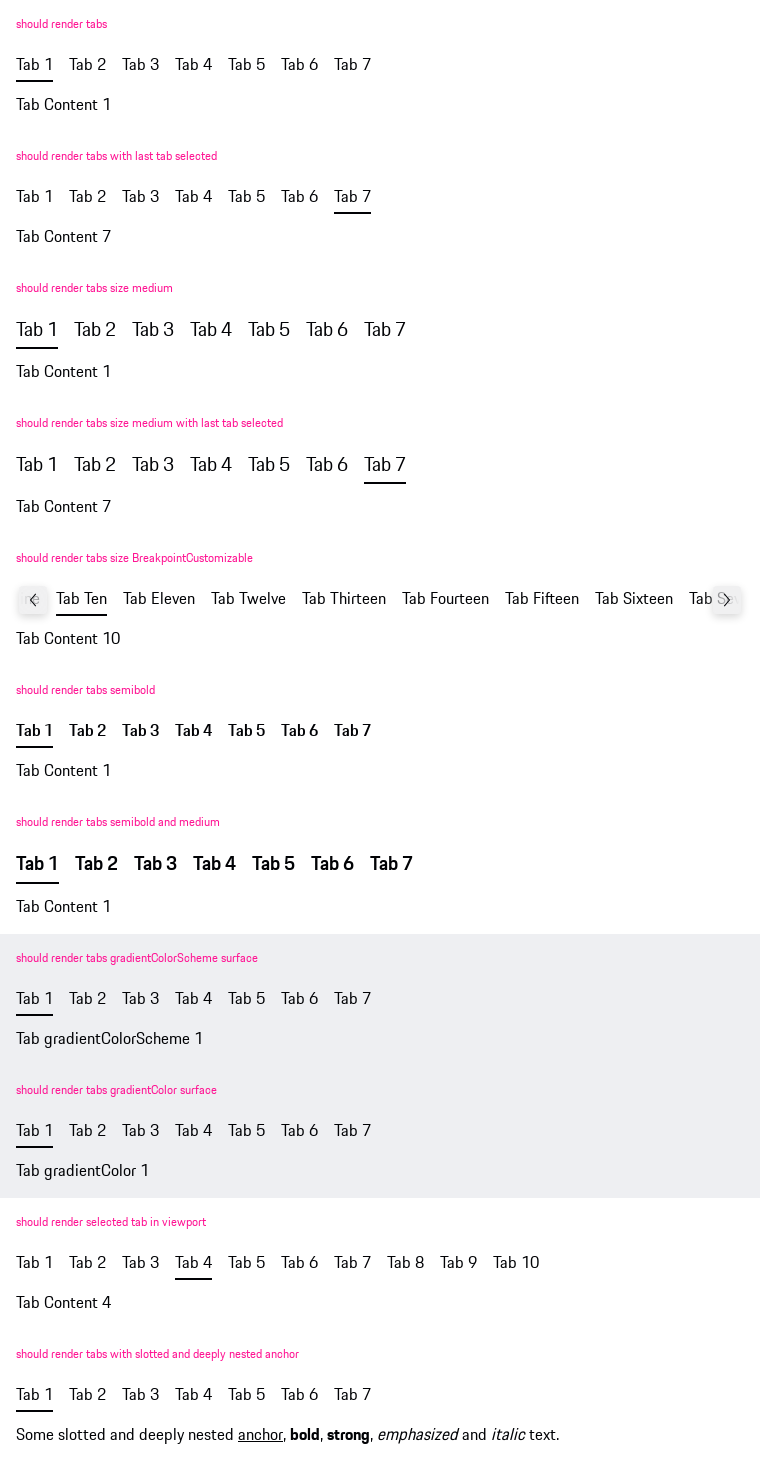 should render tabs
Tab 1 Tab 2 Tab 3 Tab 4 Tab 5 Tab 6 Tab 7
Tab Content 1
should render tabs with last tab selected
Tab 1 Tab 2 Tab 3 Tab 4 Tab 5 Tab 6 Tab 7
Tab Content 7
should render tabs size medium
Tab 1 Tab 2 Tab 3 Tab 4 Tab 5 Tab 6 Tab 7
Tab Content 1
should render tabs size medium with last tab selected
Tab 1 Tab 2 Tab 3 Tab 4 Tab 5 Tab 6 Tab 7
Tab Content 7
should render tabs size BreakpointCustomizable
Tab Ten Tab Eleven Tab Twelve Tab Thirteen Tab Fourteen Tab Fifteen Tab Sixteen Tab
Tab Content 10
should render tabs semibold
Tab 1 Tab 2 Tab 3 Tab 4 Tab 5 Tab 6 Tab 7
Tab Content 1
should render tabs semibold and medium
Tab 1 Tab 2 Tab 3 Tab 4 Tab 5 Tab 6 Tab 7
Tab Content 1
should render tabs gradientColorScheme surface
Tab 1 Tab 2 Tab 3 Tab 4 Tab 5 Tab 6 Tab 7
Tab gradientColorScheme 1
should render tabs gradientColor surface
Tab 1 Tab 2 Tab 3 Tab 4 Tab 5 Tab 6 Tab 7
Tab gradientColor 1
should render selected tab in viewport
Tab 1 Tab 2 Tab 3 Tab 4 Tab 5 Tab 6 Tab 7 Tab 8 Tab 9 Tab 10
Tab Content 4
should render tabs with slotted and deeply nested anchor
Tab 1 Tab 2 Tab 3 Tab 4 Tab 5 Tab 6 Tab 7
Some slotted and deeply nested anchor, bold, strong, emphasized and italic text.